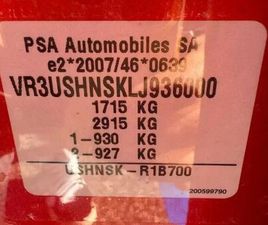 PSA Automobiles SA
e2*2007/46*0639
VR3USHNSKLJ936000
1715 KG
2915 KG
1-930 KG
2-927 KG
USHNSK-R1B700
200599790